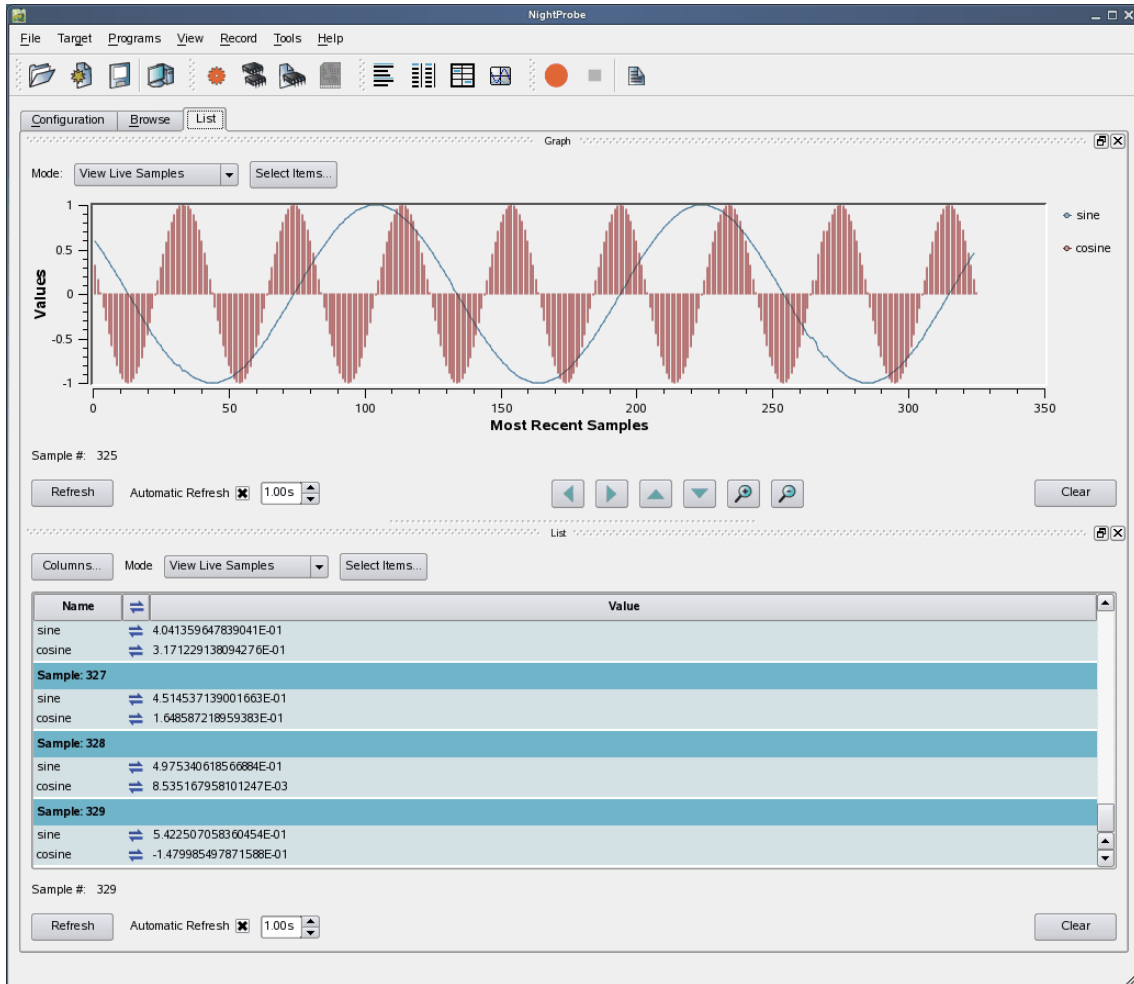 NightProbe
File Target Programs View Record Tools Help
Configuration Browse List
Graph
Mode: View Live Samples Select Items...
1
0.5
0
-0.5
-1
Values
sine
cosine
0 50 100 150 200 250 300 350
Most Recent Samples
Sample #: 325
Refresh Automatic Refresh 1.00s Clear
List
Columns... Mode View Live Samples Select Items...
Name Value
sine 4.041359647839041E-01
cosine 3.171229138094276E-01
Sample: 327
sine 4.514537139001663E-01
cosine 1.648587218959383E-01
Sample: 328
sine 4.975340618566884E-01
cosine 8.535167958101247E-03
Sample: 329
sine 5.422507058360454E-01
cosine -1.479985497871588E-01
Sample #: 329
Refresh Automatic Refresh 1.00s Clear